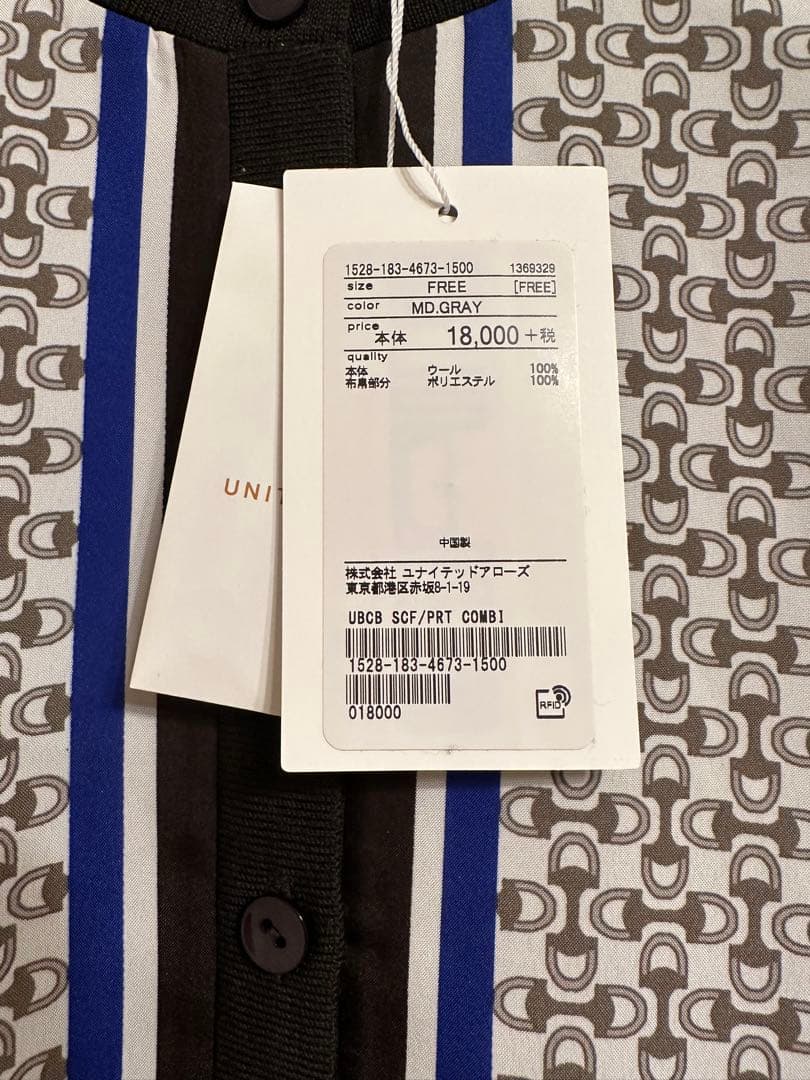 1528-183-4673-1500 1369329
size FREE [FREE]
color MD.GRAY
price 本体 18,000+税
quality
本体 ウール 100%
布帛部分 ポリエステル 100%
中国製
株式会社 ユナイテッドアローズ
東京都港区赤坂8-1-19
UBCB SCF/PRT COMBI
1528-183-4673-1500
018000
RFID
UNIT